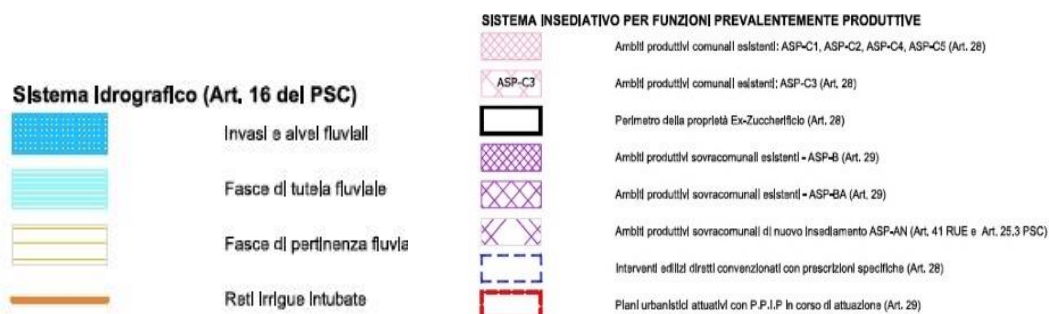 Sistema Idrografico (Art. 16 del PSC)
Invasi e alvei fluviali
Fasce di tutela fluviale
Fasce di pertinenza fluvia
Reti irrigue intubate
SISTEMA INSEDIATIVO PER FUNZIONI PREVALENTEMENTE PRODUTTIVE
Ambiti produttivi comunali esistenti: ASP-C1, ASP-C2, ASP-C4, ASP-C5 (Art. 28)
ASP-C3
Ambiti produttivi comunali esistenti: ASP-C3 (Art. 28)
Perimetro della proprietà Ex-Zuccherificio (Art. 28)
Ambiti produttivi sovracomunali esistenti - ASP-B (Art. 29)
Ambiti produttivi sovracomunali esistenti - ASP-BA (Art. 29)
Ambiti produttivi sovracomunali di nuovo insediamento ASP-AN (Art. 41 RUE e Art. 25.3 PSC)
Interventi edilizi diretti convenzionati con prescrizioni specifiche (Art. 28)
Piani urbanistici attuativi con P.P.I.P in corso di attuazione (Art. 29)